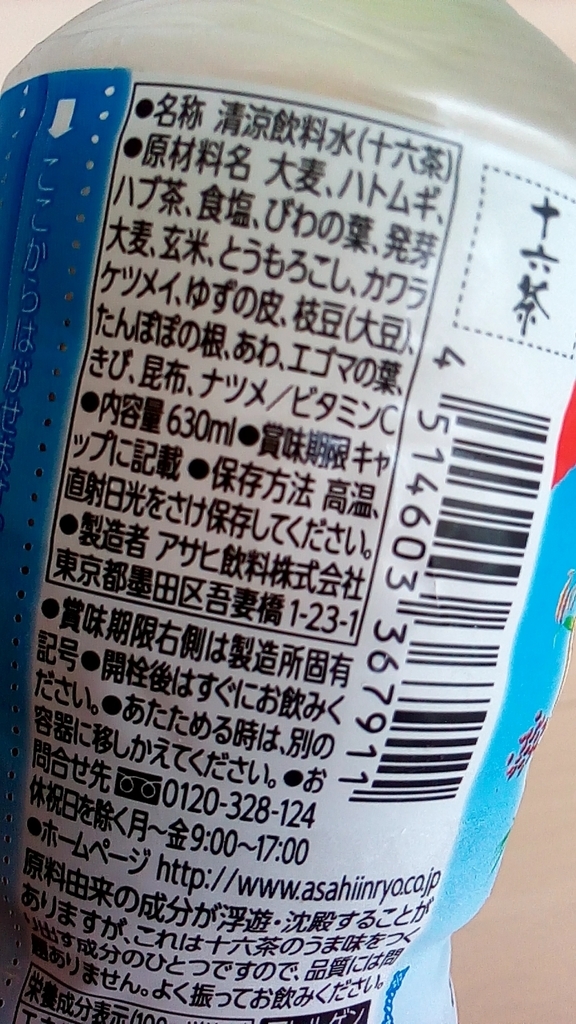 ●名称 清涼飲料水(十六茶)
●原材料名 大麦、ハトムギ、
ハブ茶、食塩、びわの葉、発芽
大麦、玄米、とうもろこし、カワラ
ケツメイ、ゆずの皮、枝豆(大豆)、
たんぽぽの根、あわ、エゴマの葉、
きび、昆布、ナツメ／ビタミンC
●内容量 630ml●賞味期限 キャ
ップに記載 ●保存方法 高温、
直射日光をさけ保存してください。
●製造者 アサヒ飲料株式会社
東京都墨田区吾妻橋 1-23-1
●賞味期限右側は製造所固有
記号●開栓後はすぐにお飲みく
ださい。●あたためる時は、別の
容器に移しかえてください。●お
問合せ先 0120-328-124
休祝日を除く月～金9:00～17:00
●ホームページ http://www.asahiinryo.co.jp
原料由来の成分が浮遊・沈殿することが
ありますが、これは十六茶のうま味をつく
り出す成分のひとつですので、品質には問
題ありません。よく振ってお飲みください。
栄養成分表示(100
十六茶
4 514603 367911
ここからはがせます